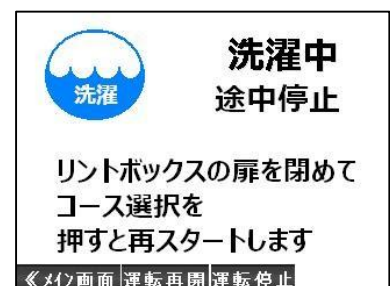 洗濯
洗濯中
途中停止
リントボックスの扉を閉めて
コース選択を
押すと再スタートします
≪メイン画面 運転再開 運転停止